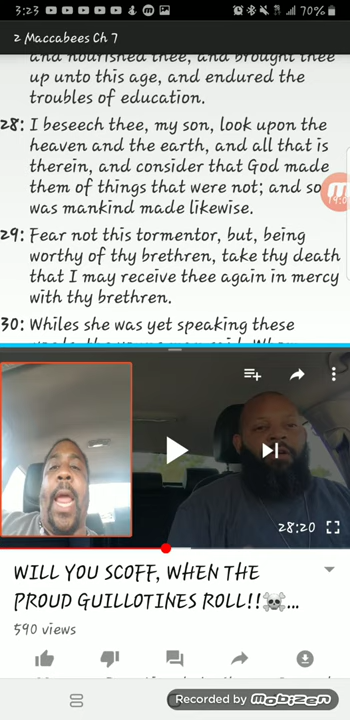 3:23
70%
2 Maccabees Ch 7
and nourished thee, and brought thee
up unto this age, and endured the
troubles of education.
28: I beseech thee, my son, look upon the
heaven and the earth, and all that is
therein, and consider that God made
them of things that were not; and so
was mankind made likewise.
29: Fear not this tormentor, but, being
worthy of thy brethren, take thy death
that I may receive thee again in mercy
with thy brethren.
30: Whiles she was yet speaking these
28:20
WILL YOU SCOFF, WHEN THE
PROUD GUILLOTINES ROLL!!☠...
590 views
Recorded by mobizen